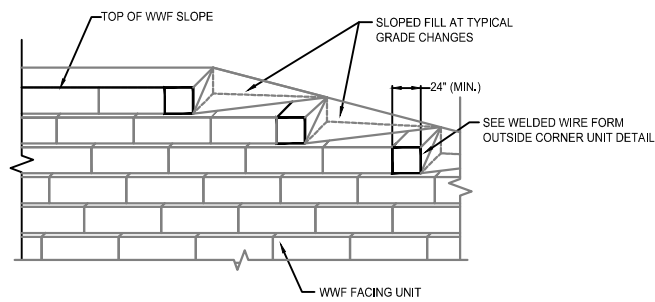 TOP OF WWF SLOPE
SLOPED FILL AT TYPICAL
GRADE CHANGES
24" (MIN.)
SEE WELDED WIRE FORM
OUTSIDE CORNER UNIT DETAIL
WWF FACING UNIT